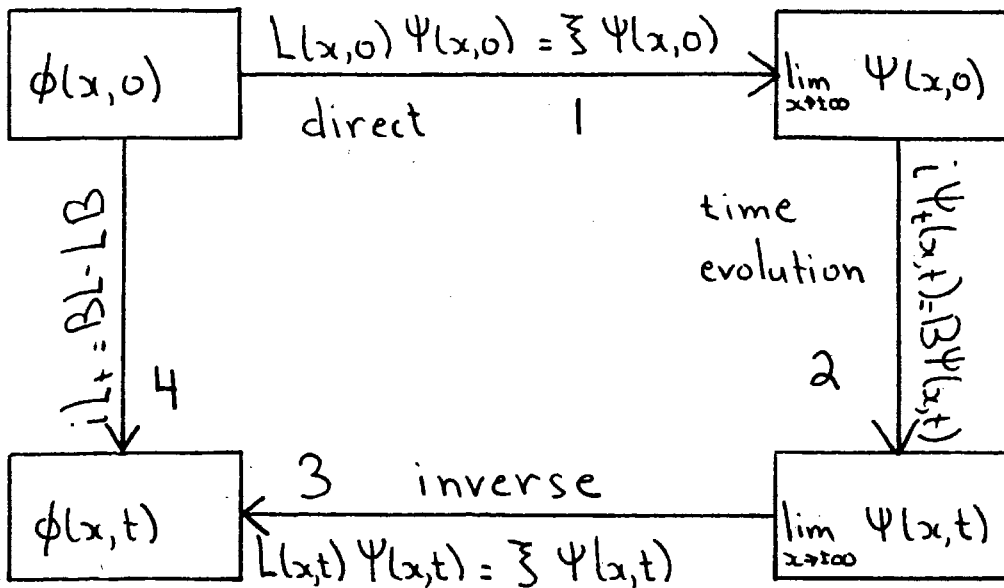 L(x,0) Ψ(x,0) = ξ Ψ(x,0)
ϕ(x,0)
lim x→±∞ Ψ(x,0)
direct 1
iLt = BL - LB
time
evolution
iΨt(x,t) = BΨ(x,t)
4
2
3 inverse
ϕ(x,t)
lim x→±∞ Ψ(x,t)
L(x,t) Ψ(x,t) = ξ Ψ(x,t)